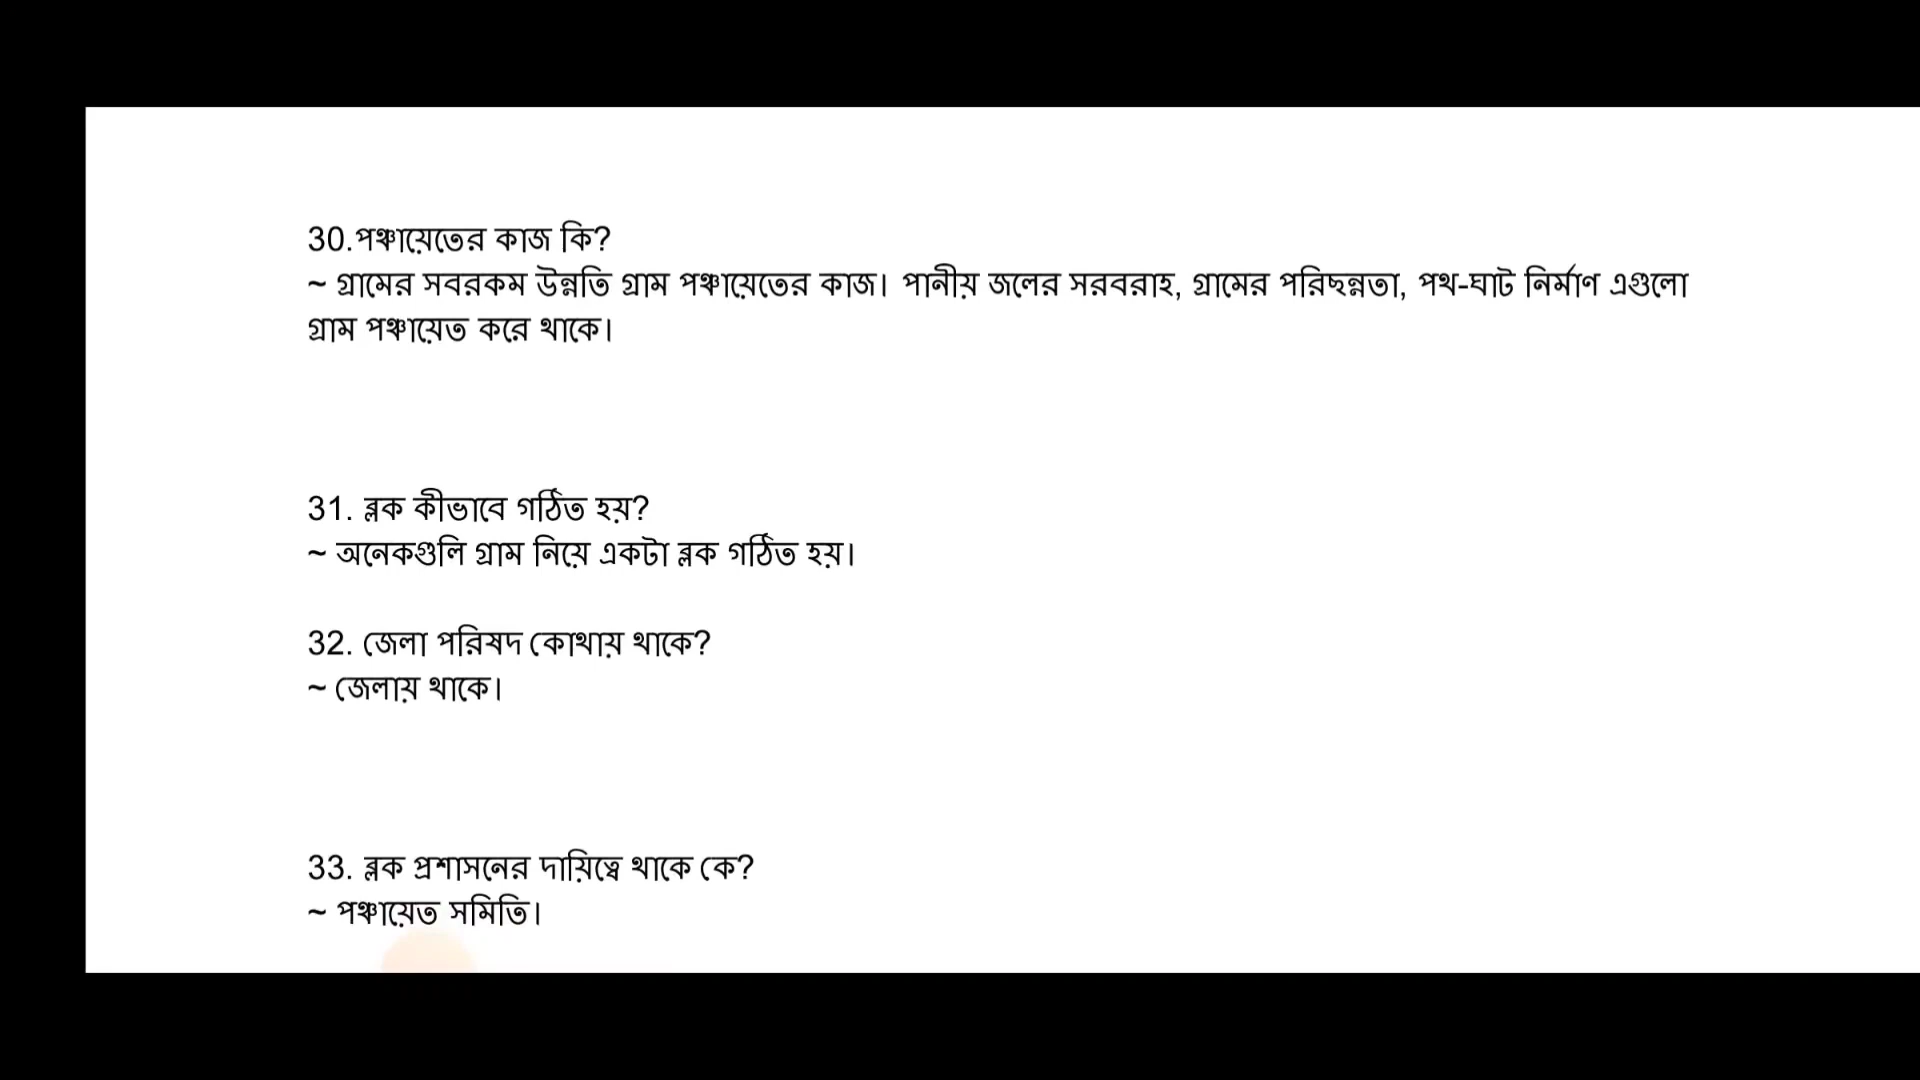 30.পঞ্চায়েতের কাজ কি?
~ গ্রামের সবরকম উন্নতি গ্রাম পঞ্চায়েতের কাজ। পানীয় জলের সরবরাহ, গ্রামের পরিছন্নতা, পথ-ঘাট নির্মাণ এগুলো
গ্রাম পঞ্চায়েত করে থাকে।
31. ব্লক কীভাবে গঠিত হয়?
~ অনেকগুলি গ্রাম নিয়ে একটা ব্লক গঠিত হয়।
32. জেলা পরিষদ কোথায় থাকে?
~ জেলায় থাকে।
33. ব্লক প্রশাসনের দায়িত্বে থাকে কে?
~ পঞ্চায়েত সমিতি।